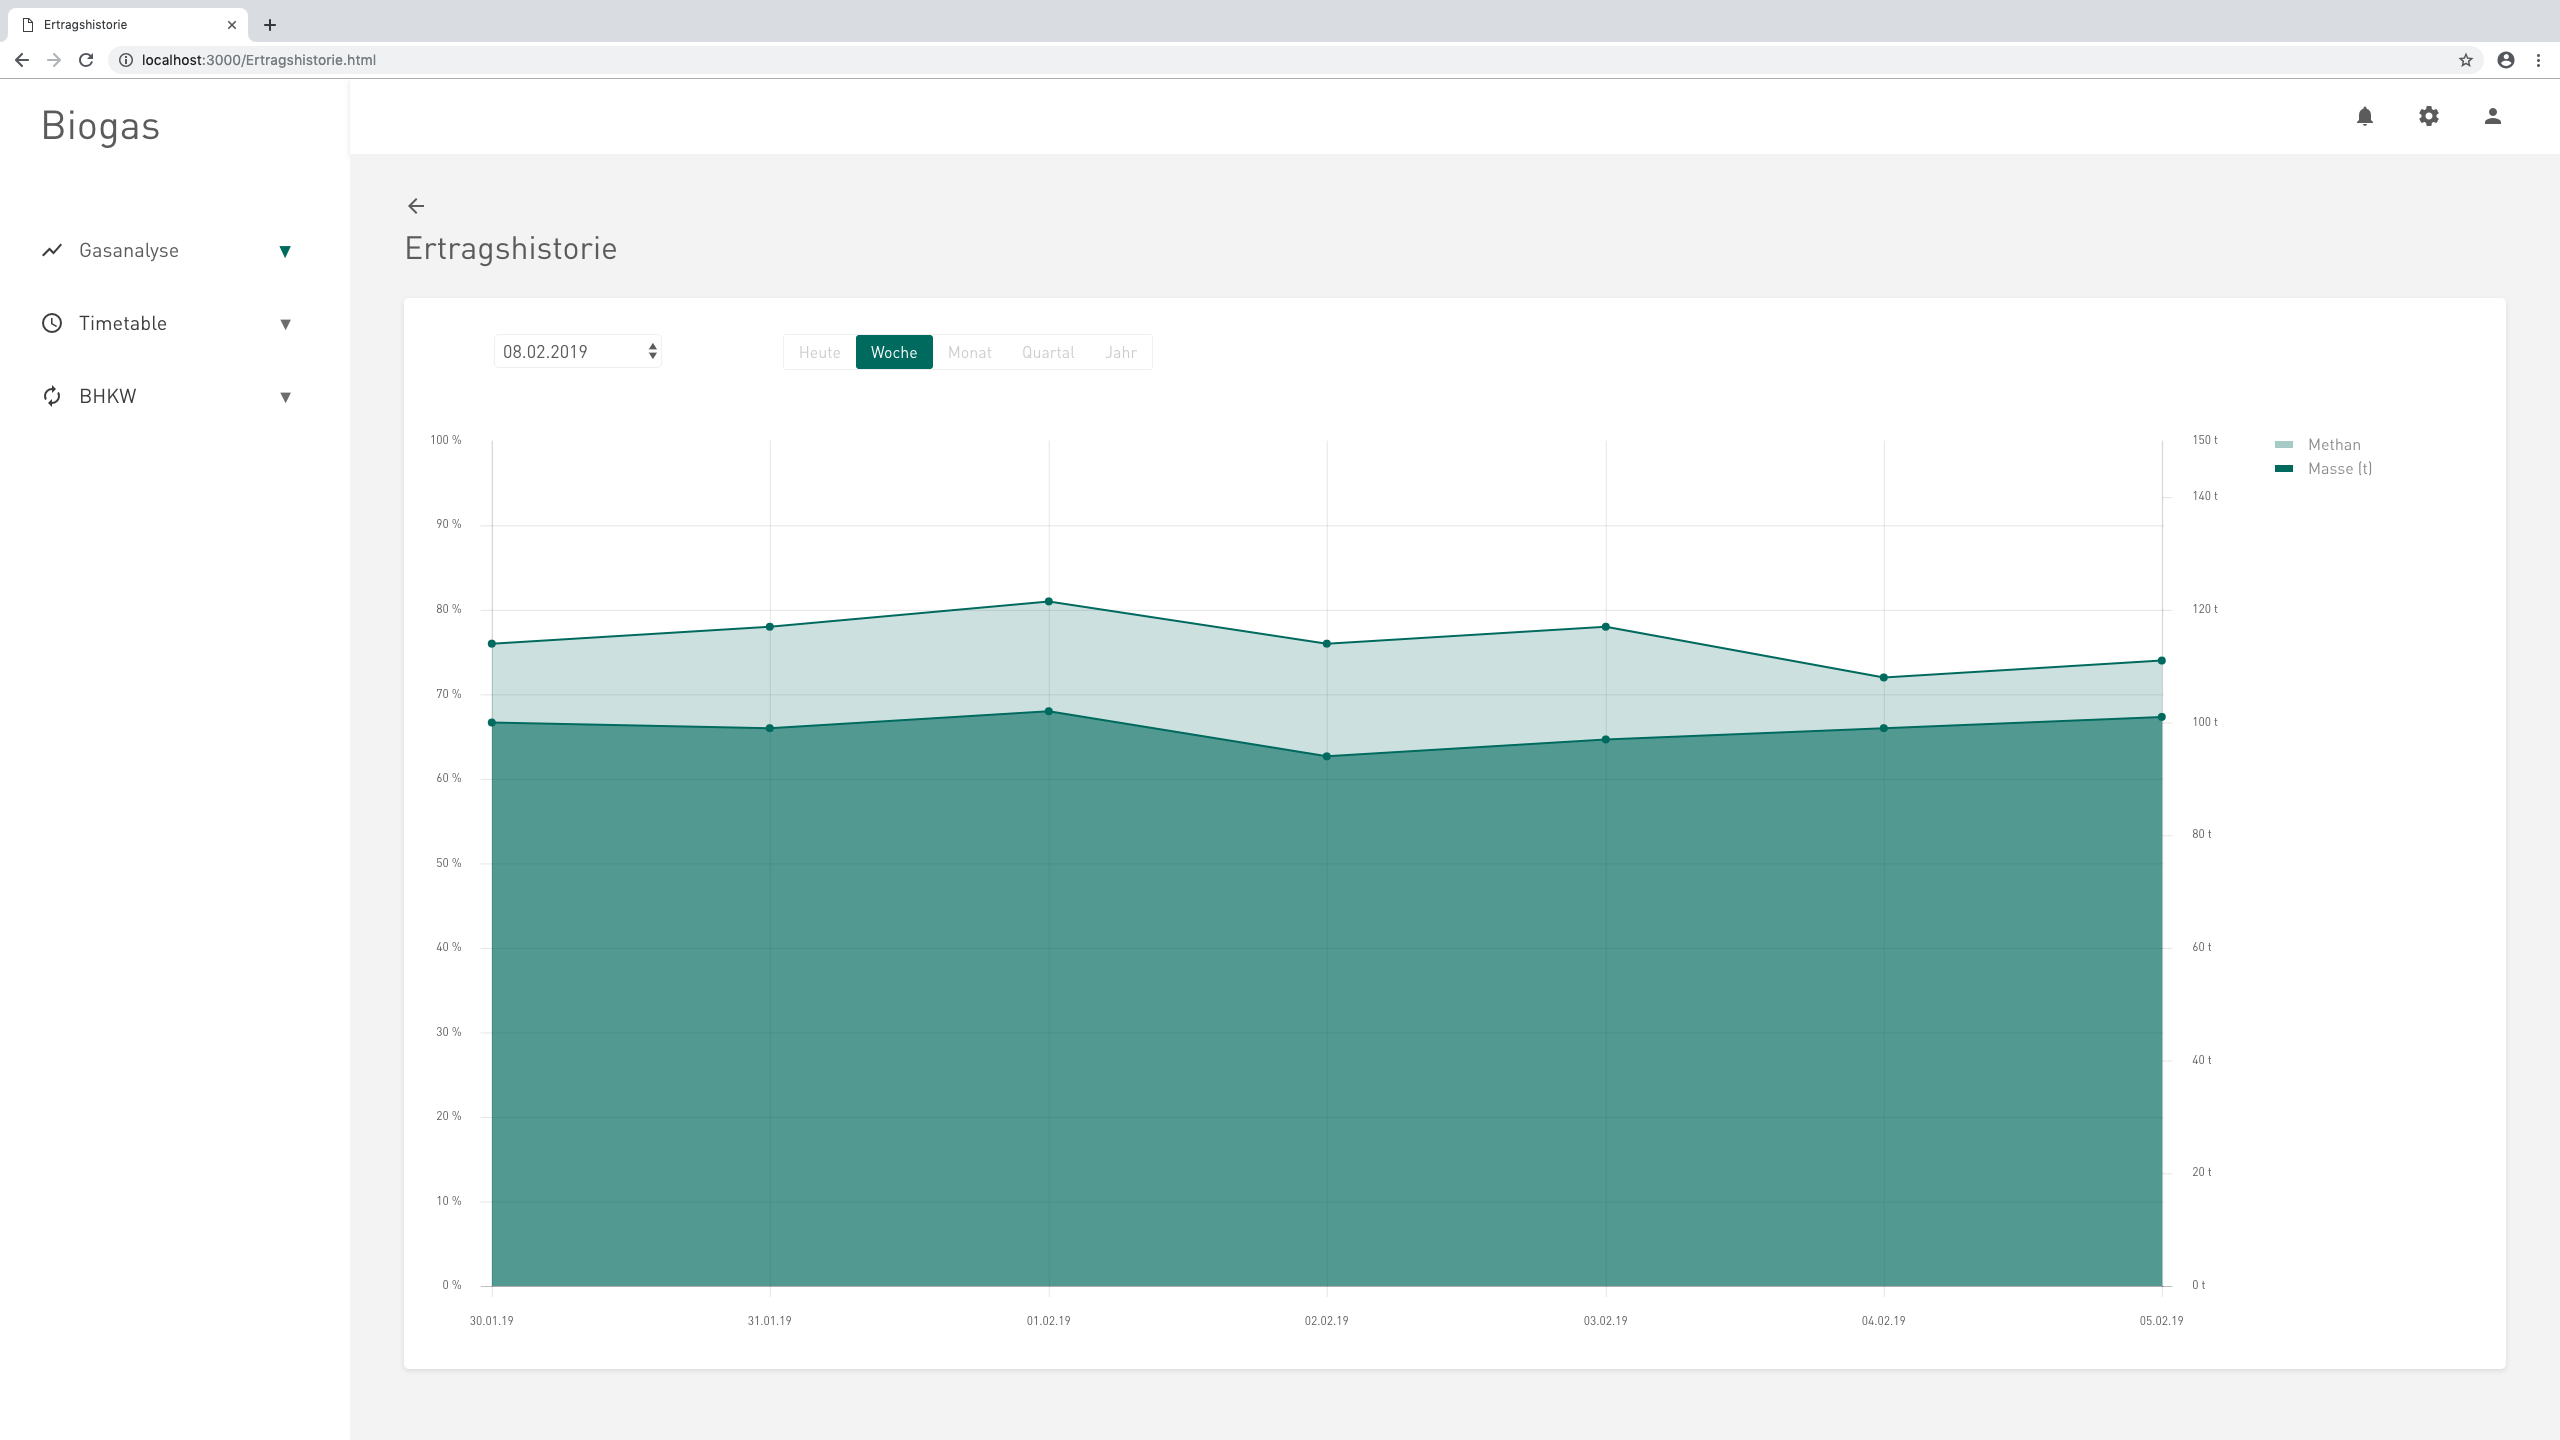 Ertragshistorie
localhost:3000/Ertragshistorie.html
Biogas
Gasanalyse
Timetable
BHKW
Ertragshistorie
08.02.2019
Heute Woche Monat Quartal Jahr
100 %
90 %
80 %
70 %
60 %
50 %
40 %
30 %
20 %
10 %
0 %
150 t
140 t
120 t
100 t
80 t
60 t
40 t
20 t
0 t
Methan
Masse (t)
30.01.19 31.01.19 01.02.19 02.02.19 03.02.19 04.02.19 05.02.19